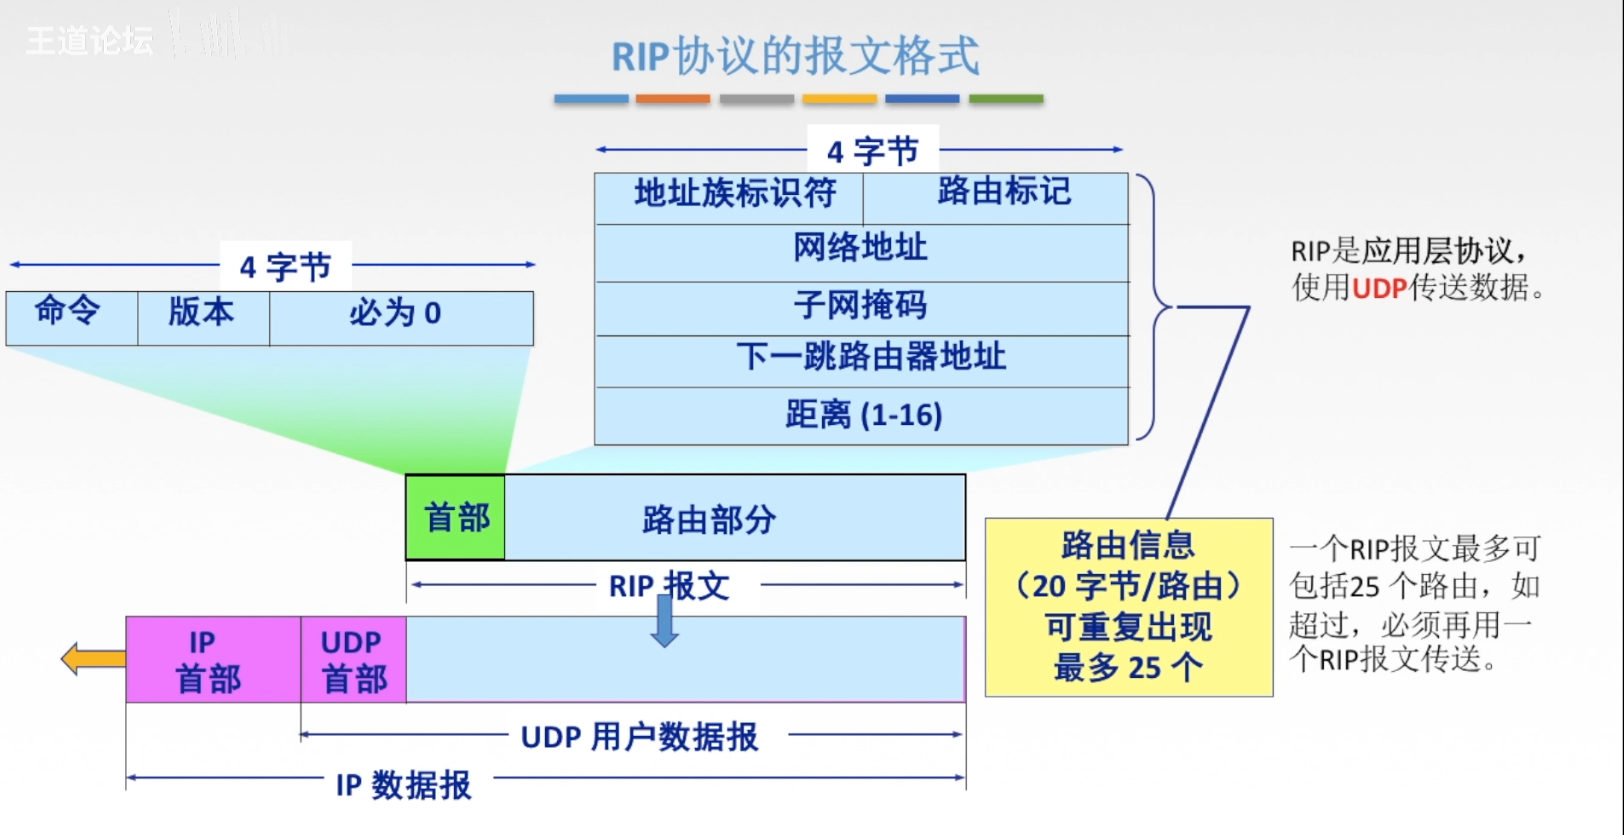 王道论坛
RIP协议的报文格式
4 字节
地址族标识符 路由标记
网络地址
子网掩码
下一跳路由器地址
距离 (1-16)
4 字节
命令 版本 必为 0
RIP是应用层协议，
使用UDP传送数据。
首部 路由部分
RIP 报文
路由信息
（20 字节/路由）
可重复出现
最多 25 个
一个RIP报文最多可
包括25 个路由，如
超过，必须再用一
个RIP报文传送。
IP
首部
UDP
首部
UDP 用户数据报
IP 数据报